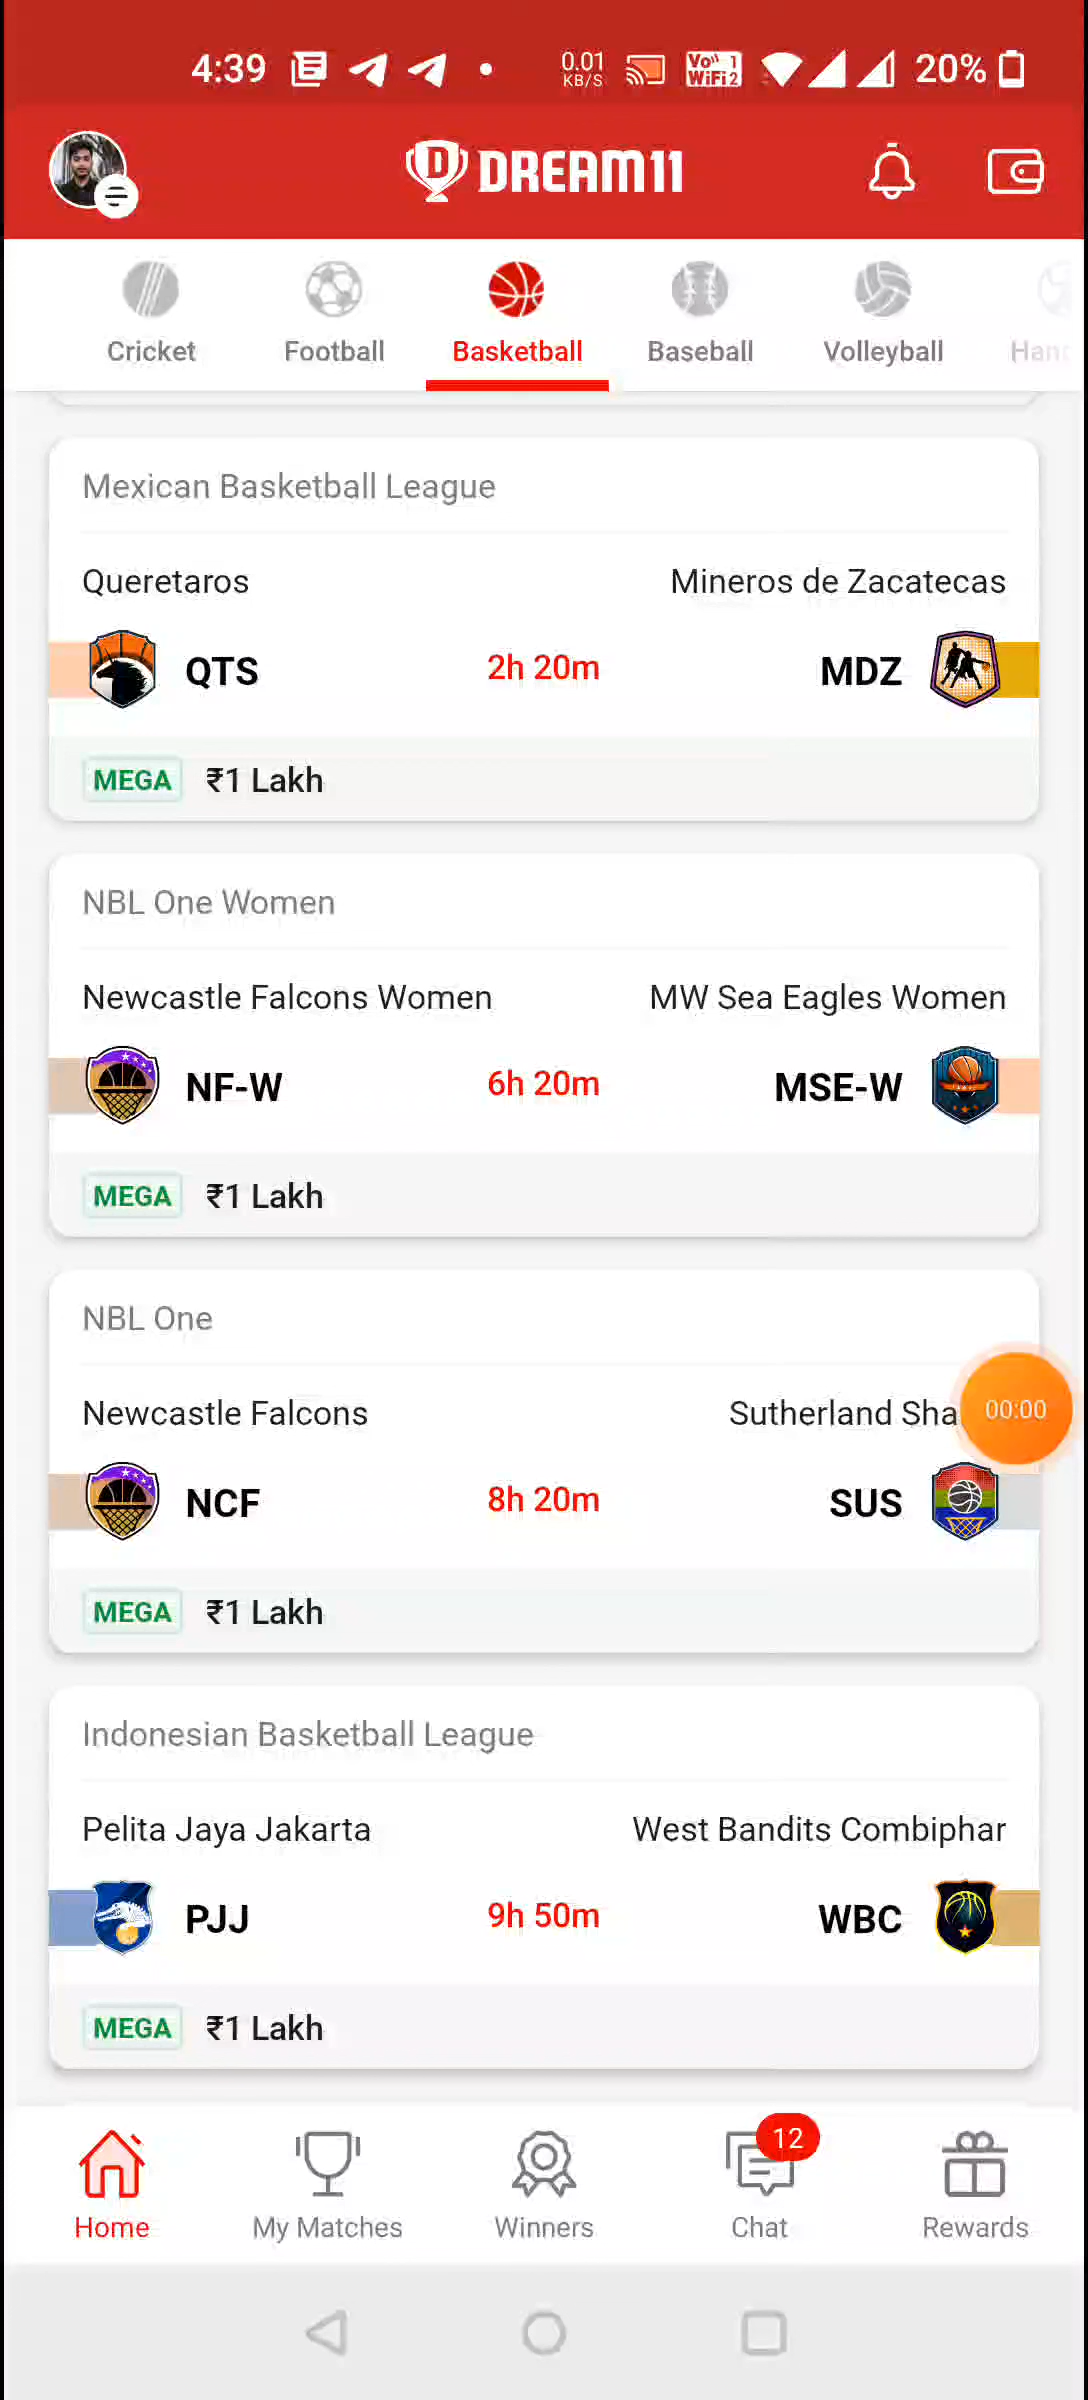 4:39 0.01 KB/S Vo)) 1 WiFi 2 20%
DREAM11
Cricket Football Basketball Baseball Volleyball
Mexican Basketball League
Queretaros Mineros de Zacatecas
QTS 2h 20m MDZ
MEGA ₹1 Lakh
NBL One Women
Newcastle Falcons Women MW Sea Eagles Women
NF-W 6h 20m MSE-W
MEGA ₹1 Lakh
NBL One
Newcastle Falcons Sutherland Sha
00:00
NCF 8h 20m SUS
MEGA ₹1 Lakh
Indonesian Basketball League
Pelita Jaya Jakarta West Bandits Combiphar
PJJ 9h 50m WBC
MEGA ₹1 Lakh
12
Home My Matches Winners Chat Rewards